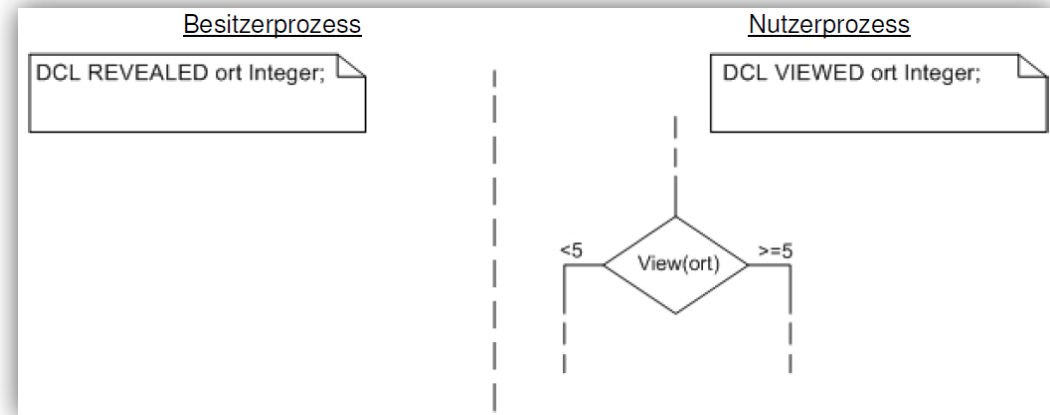 Besitzerprozess
Nutzerprozess
DCL REVEALED ort Integer;
DCL VIEWED ort Integer;
<5
View(ort)
>=5